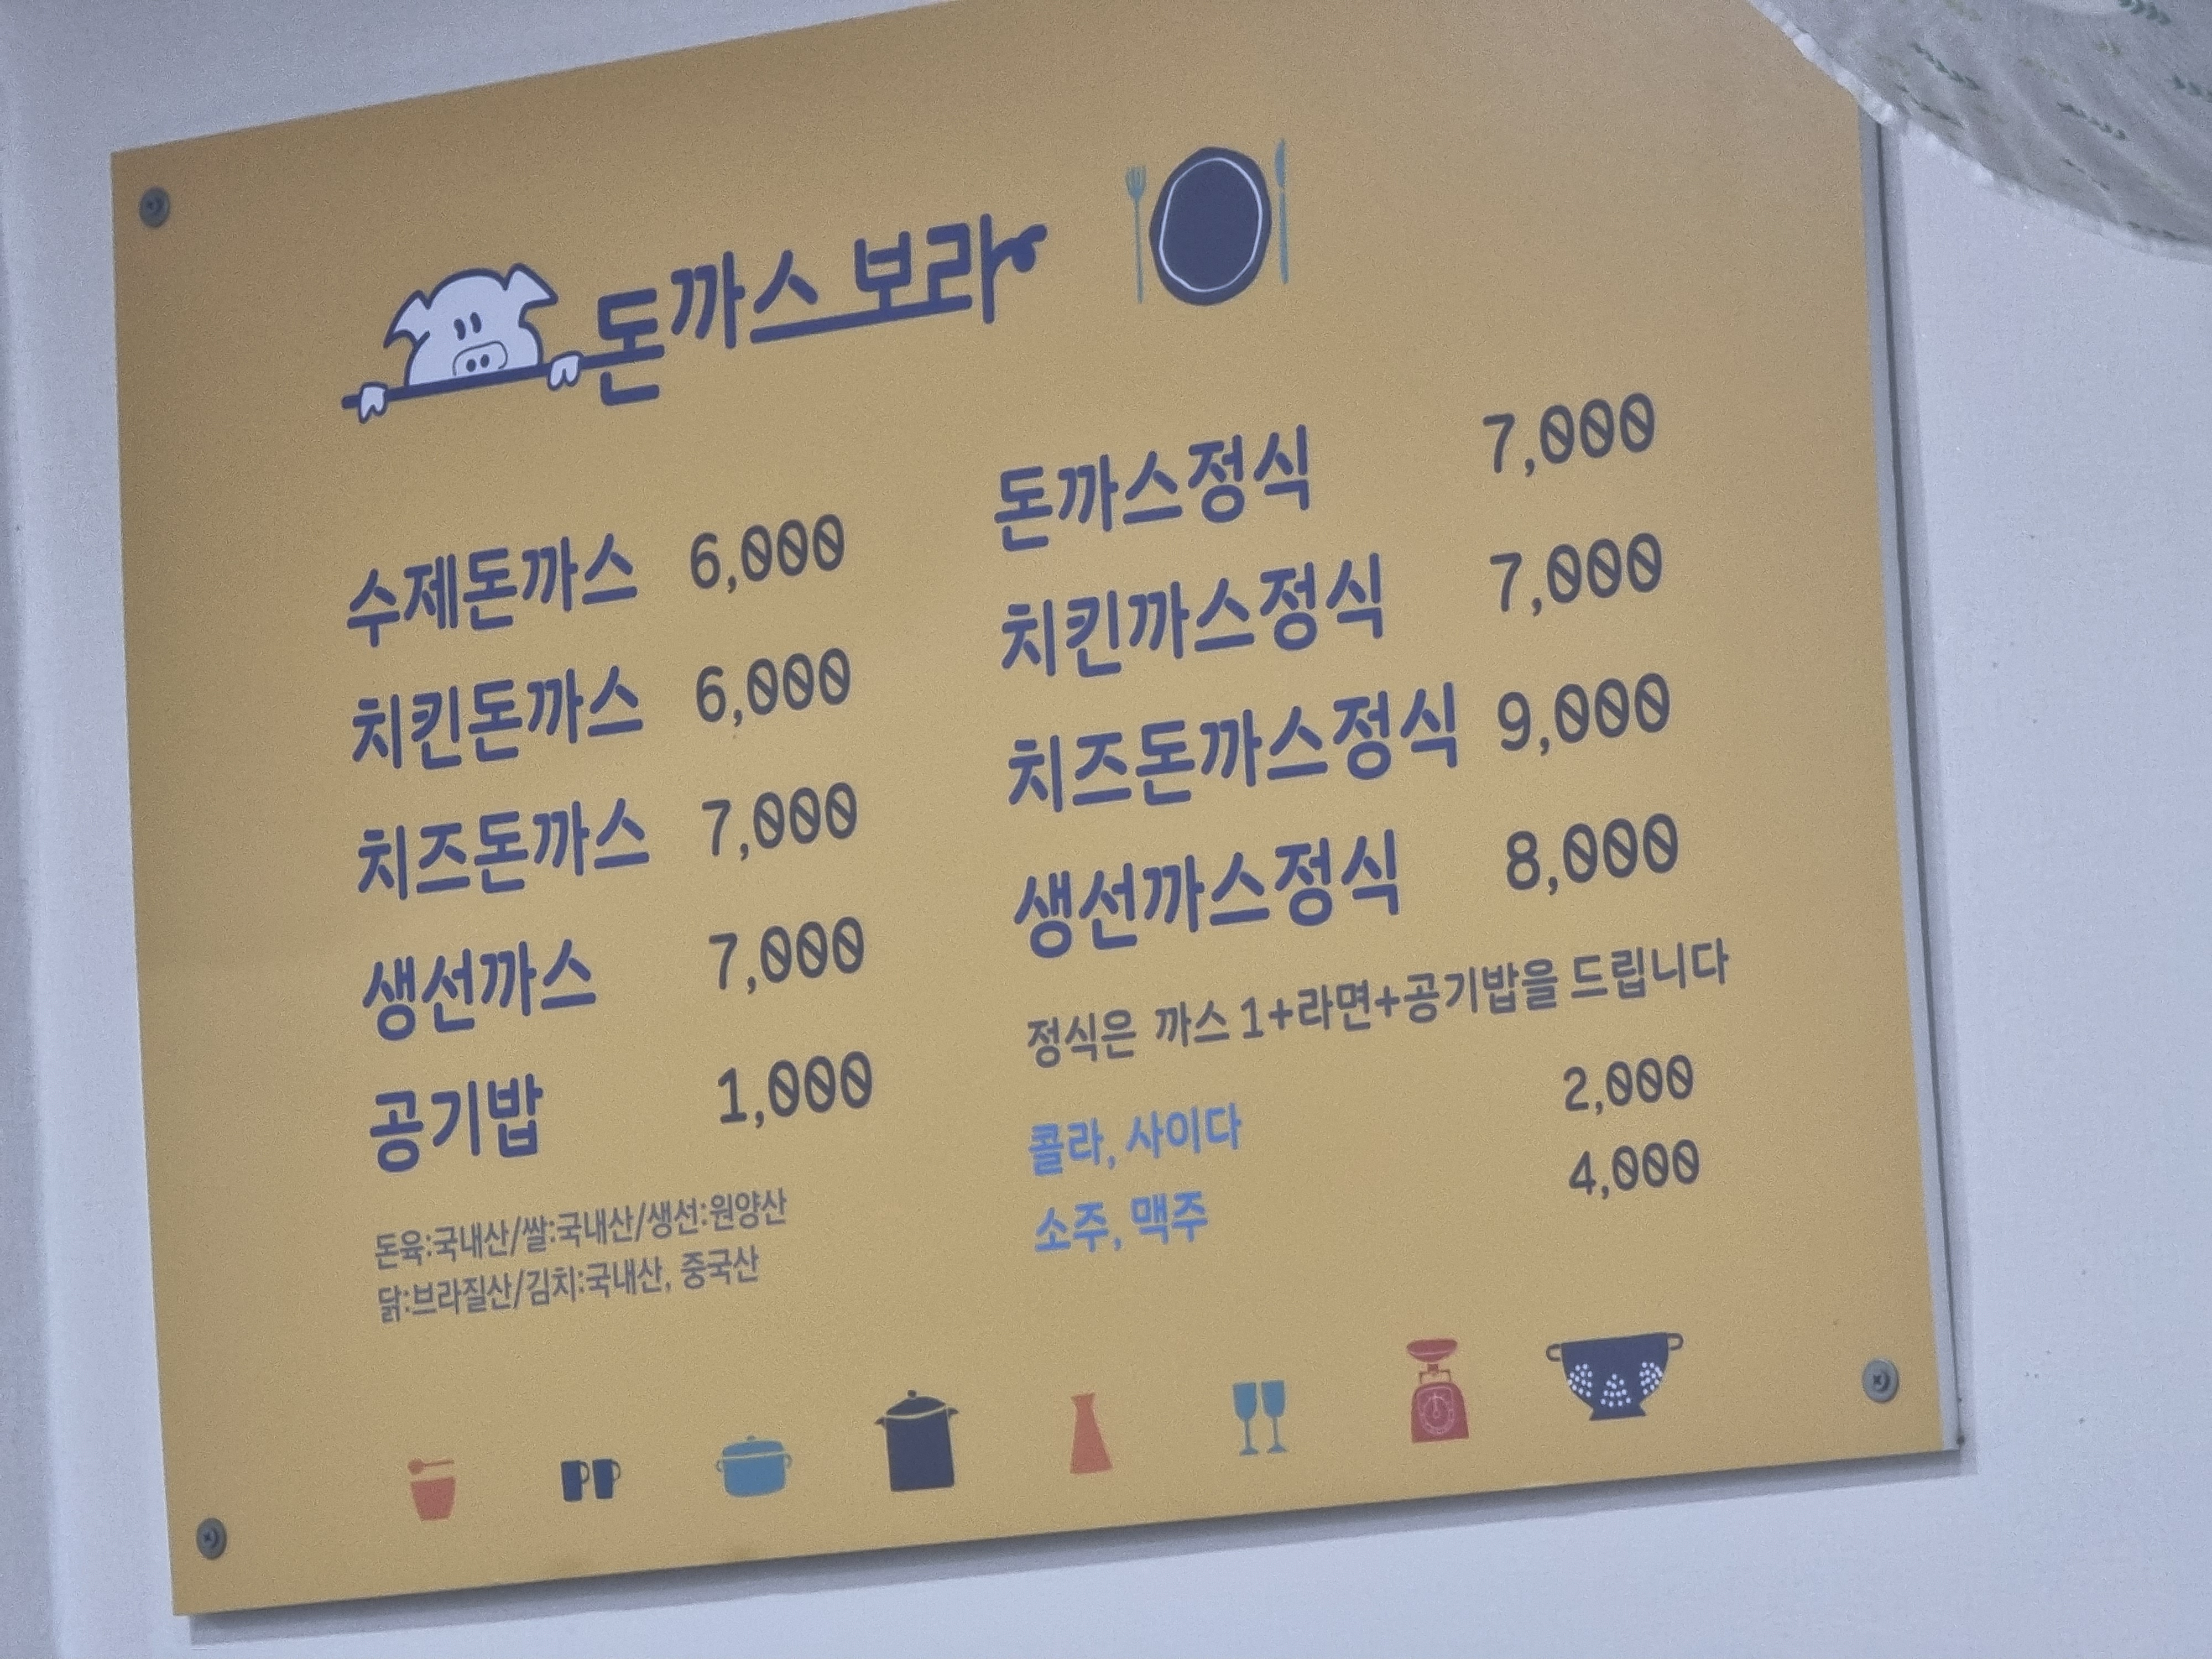 돈까스 보라
수제돈까스 6,000
치킨돈까스 6,000
치즈돈까스 7,000
생선까스 7,000
공기밥 1,000
돈육:국내산/쌀:국내산/생선:원양산
닭:브라질산/김치:국내산, 중국산
돈까스정식 7,000
치킨까스정식 7,000
치즈돈까스정식 9,000
생선까스정식 8,000
정식은 까스 1+라면+공기밥을 드립니다
콜라, 사이다 2,000
소주, 맥주 4,000